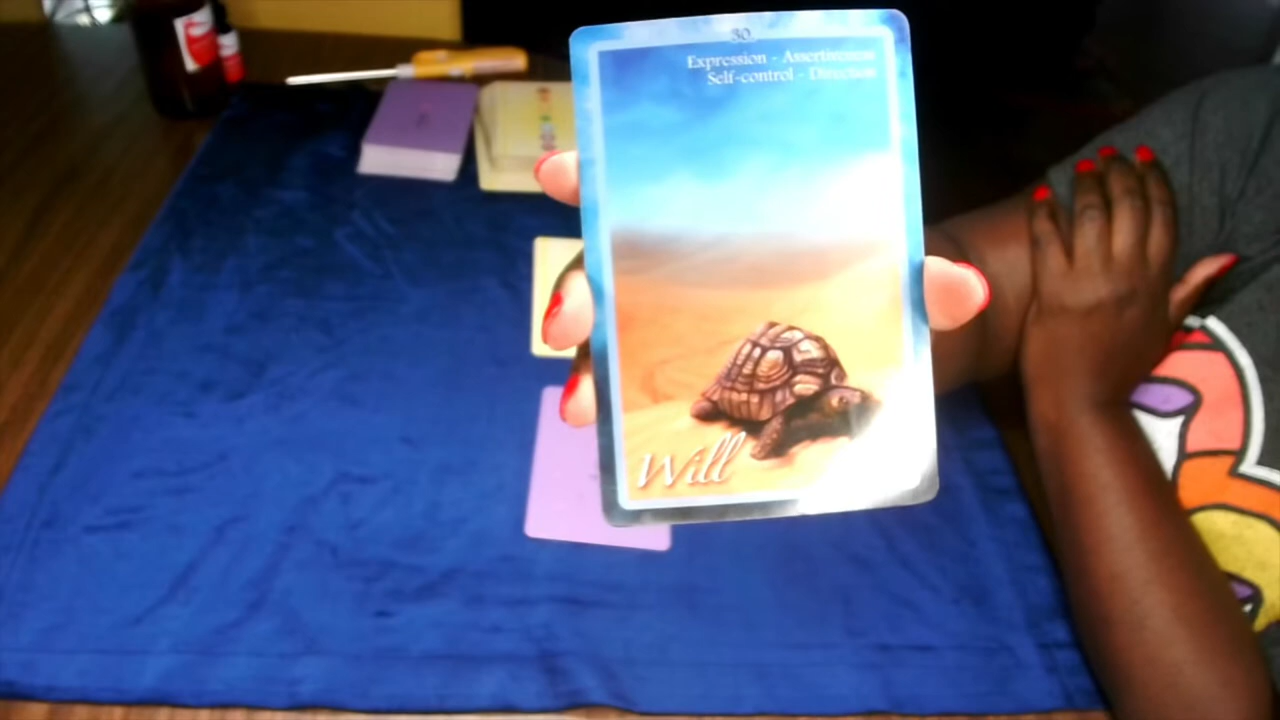 30
Expression - Assertiveness
Self-control - Direction
Will